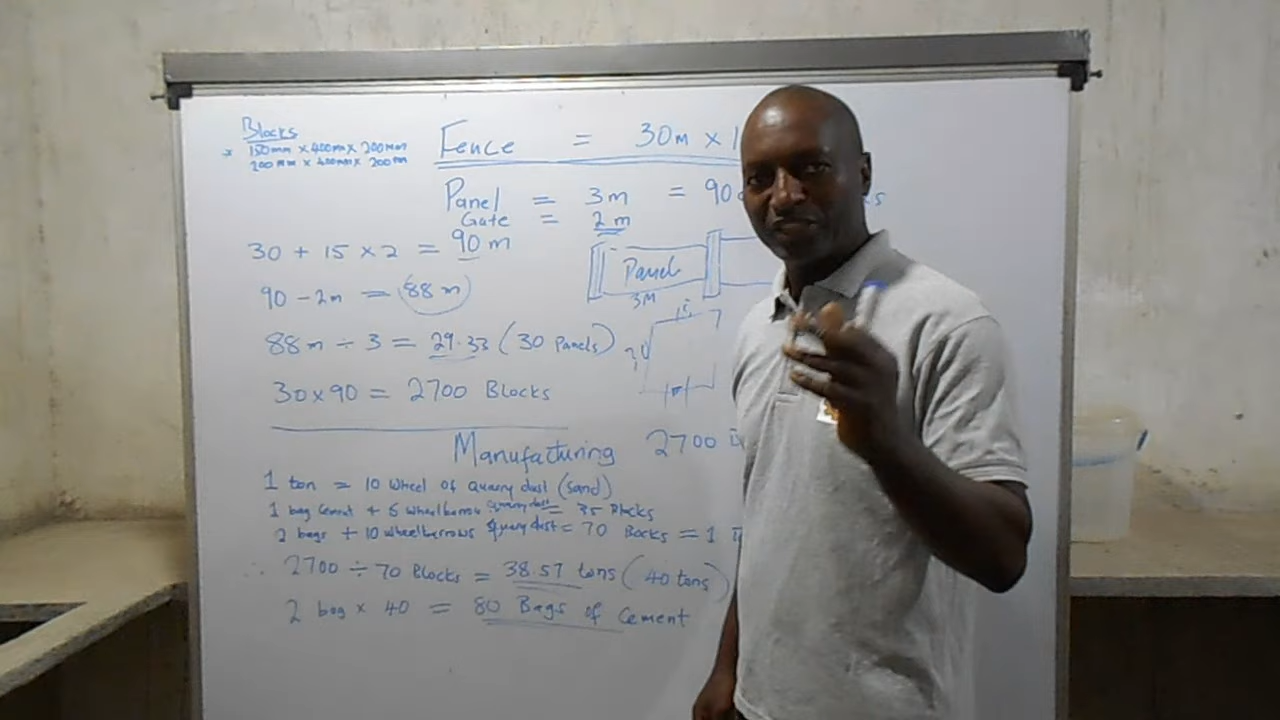 Blocks
* 150mm x 400mm x 200mm
200mm x 400mm x 200mm
Fence = 30m x 1
Panel = 3m = 90
Gate = 2m
30 + 15 x 2 = 90m
90 - 2m = 88m
Panel
3M
88m ÷ 3 = 29.33 (30 Panels)
30
30x90 = 2700 Blocks
Manufacturing 2700
1 ton = 10 wheel of quarry dust (sand)
1 bag cement + 5 wheelbarrow quarry dust = 35 Blocks
2 bags + 10 wheelbarrows quarry dust = 70 Blocks = 1
∴ 2700 ÷ 70 Blocks = 38.57 tons (40 tons)
2 bag x 40 = 80 Bags of Cement